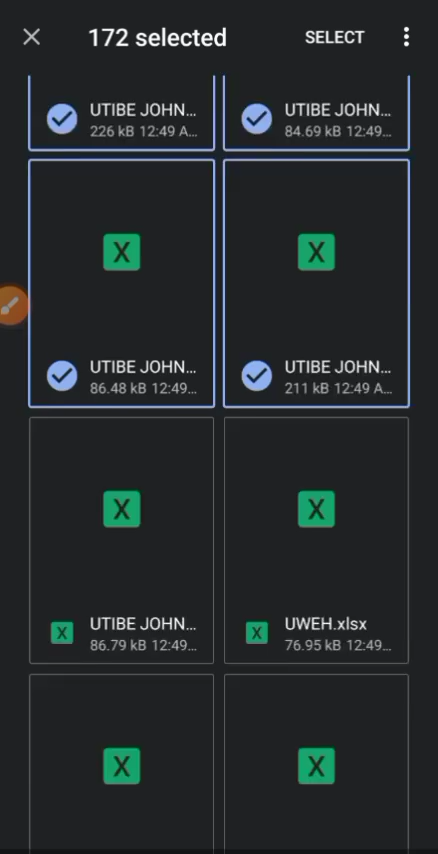 172 selected
SELECT
UTIBE JOHN...
226 kB 12:49 A...
UTIBE JOHN...
84.69 kB 12:49...
X
X
UTIBE JOHN...
86.48 kB 12:49...
UTIBE JOHN...
211 kB 12:49 A...
X
X
X
UTIBE JOHN...
86.79 kB 12:49...
X
UWEH.xlsx
76.95 kB 12:49...
X
X